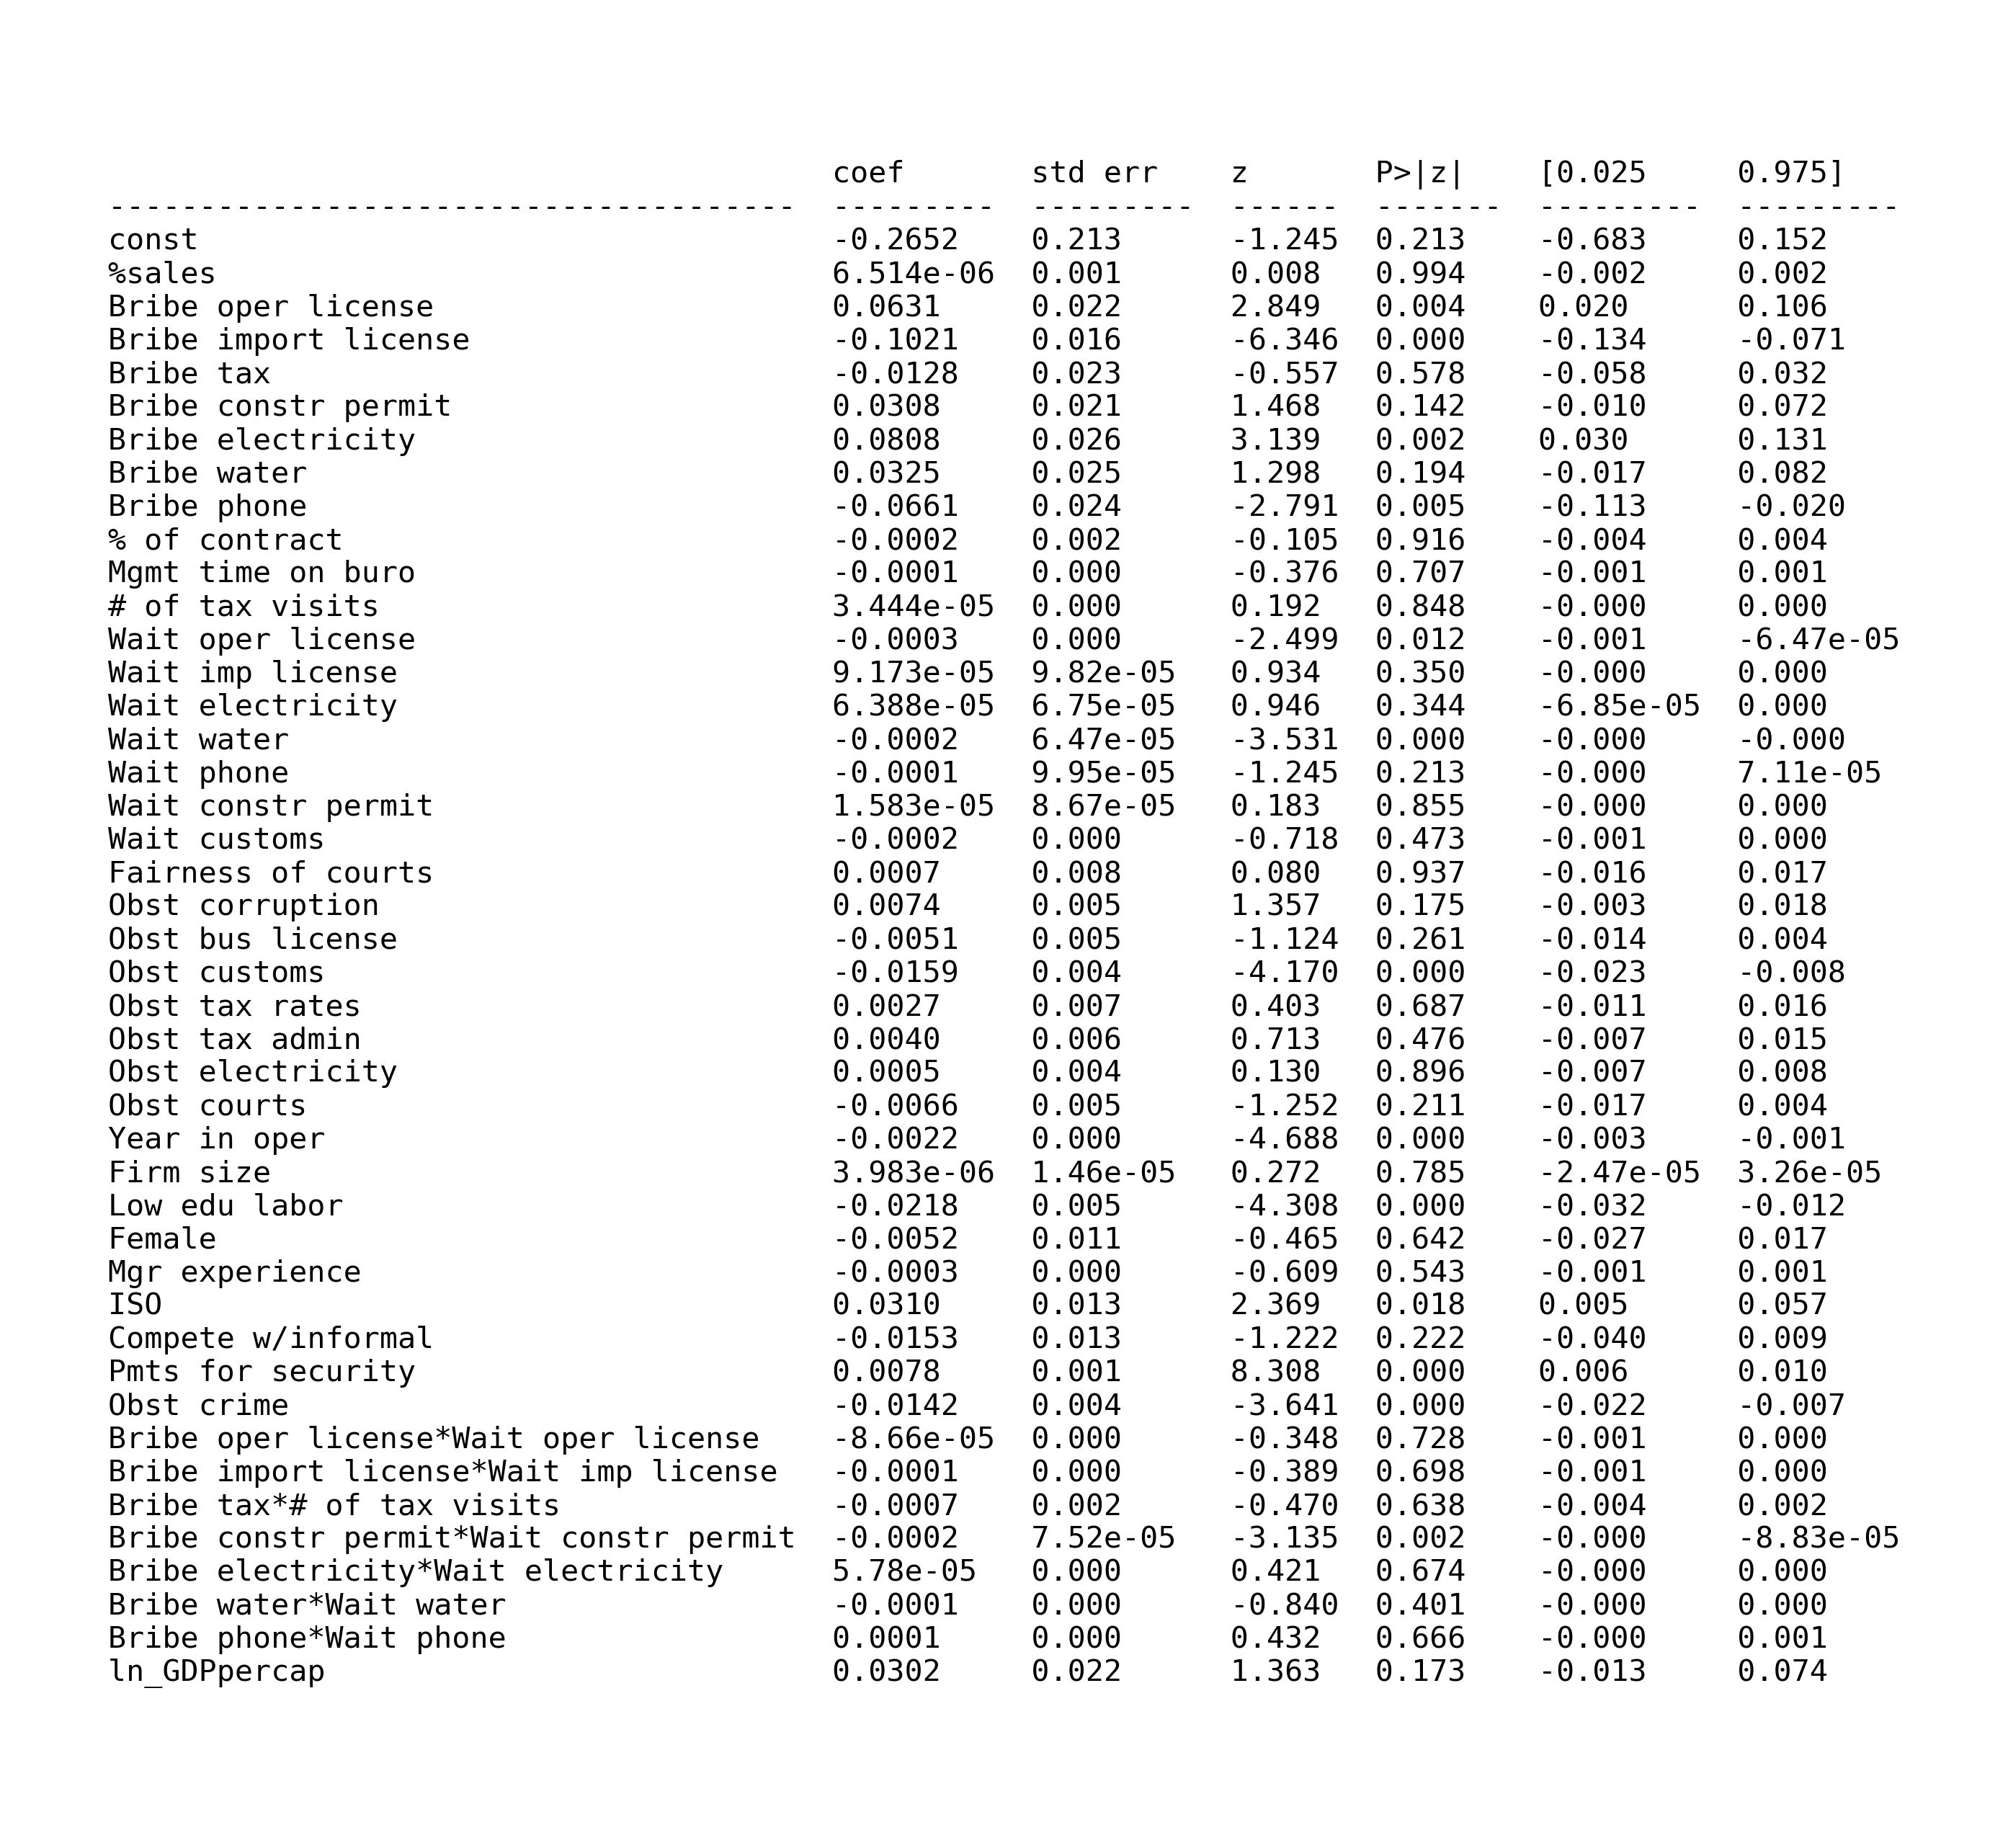 coef std err z P>|z| [0.025 0.975]
-------------------------------------- --------- --------- ------ ------- --------- ---------
const -0.2652 0.213 -1.245 0.213 -0.683 0.152
%sales 6.514e-06 0.001 0.008 0.994 -0.002 0.002
Bribe oper license 0.0631 0.022 2.849 0.004 0.020 0.106
Bribe import license -0.1021 0.016 -6.346 0.000 -0.134 -0.071
Bribe tax -0.0128 0.023 -0.557 0.578 -0.058 0.032
Bribe constr permit 0.0308 0.021 1.468 0.142 -0.010 0.072
Bribe electricity 0.0808 0.026 3.139 0.002 0.030 0.131
Bribe water 0.0325 0.025 1.298 0.194 -0.017 0.082
Bribe phone -0.0661 0.024 -2.791 0.005 -0.113 -0.020
% of contract -0.0002 0.002 -0.105 0.916 -0.004 0.004
Mgmt time on buro -0.0001 0.000 -0.376 0.707 -0.001 0.001
# of tax visits 3.444e-05 0.000 0.192 0.848 -0.000 0.000
Wait oper license -0.0003 0.000 -2.499 0.012 -0.001 -6.47e-05
Wait imp license 9.173e-05 9.82e-05 0.934 0.350 -0.000 0.000
Wait electricity 6.388e-05 6.75e-05 0.946 0.344 -6.85e-05 0.000
Wait water -0.0002 6.47e-05 -3.531 0.000 -0.000 -0.000
Wait phone -0.0001 9.95e-05 -1.245 0.213 -0.000 7.11e-05
Wait constr permit 1.583e-05 8.67e-05 0.183 0.855 -0.000 0.000
Wait customs -0.0002 0.000 -0.718 0.473 -0.001 0.000
Fairness of courts 0.0007 0.008 0.080 0.937 -0.016 0.017
Obst corruption 0.0074 0.005 1.357 0.175 -0.003 0.018
Obst bus license -0.0051 0.005 -1.124 0.261 -0.014 0.004
Obst customs -0.0159 0.004 -4.170 0.000 -0.023 -0.008
Obst tax rates 0.0027 0.007 0.403 0.687 -0.011 0.016
Obst tax admin 0.0040 0.006 0.713 0.476 -0.007 0.015
Obst electricity 0.0005 0.004 0.130 0.896 -0.007 0.008
Obst courts -0.0066 0.005 -1.252 0.211 -0.017 0.004
Year in oper -0.0022 0.000 -4.688 0.000 -0.003 -0.001
Firm size 3.983e-06 1.46e-05 0.272 0.785 -2.47e-05 3.26e-05
Low edu labor -0.0218 0.005 -4.308 0.000 -0.032 -0.012
Female -0.0052 0.011 -0.465 0.642 -0.027 0.017
Mgr experience -0.0003 0.000 -0.609 0.543 -0.001 0.001
ISO 0.0310 0.013 2.369 0.018 0.005 0.057
Compete w/informal -0.0153 0.013 -1.222 0.222 -0.040 0.009
Pmts for security 0.0078 0.001 8.308 0.000 0.006 0.010
Obst crime -0.0142 0.004 -3.641 0.000 -0.022 -0.007
Bribe oper license*Wait oper license -8.66e-05 0.000 -0.348 0.728 -0.001 0.000
Bribe import license*Wait imp license -0.0001 0.000 -0.389 0.698 -0.001 0.000
Bribe tax*# of tax visits -0.0007 0.002 -0.470 0.638 -0.004 0.002
Bribe constr permit*Wait constr permit -0.0002 7.52e-05 -3.135 0.002 -0.000 -8.83e-05
Bribe electricity*Wait electricity 5.78e-05 0.000 0.421 0.674 -0.000 0.000
Bribe water*Wait water -0.0001 0.000 -0.840 0.401 -0.000 0.000
Bribe phone*Wait phone 0.0001 0.000 0.432 0.666 -0.000 0.001
ln_GDPpercap 0.0302 0.022 1.363 0.173 -0.013 0.074